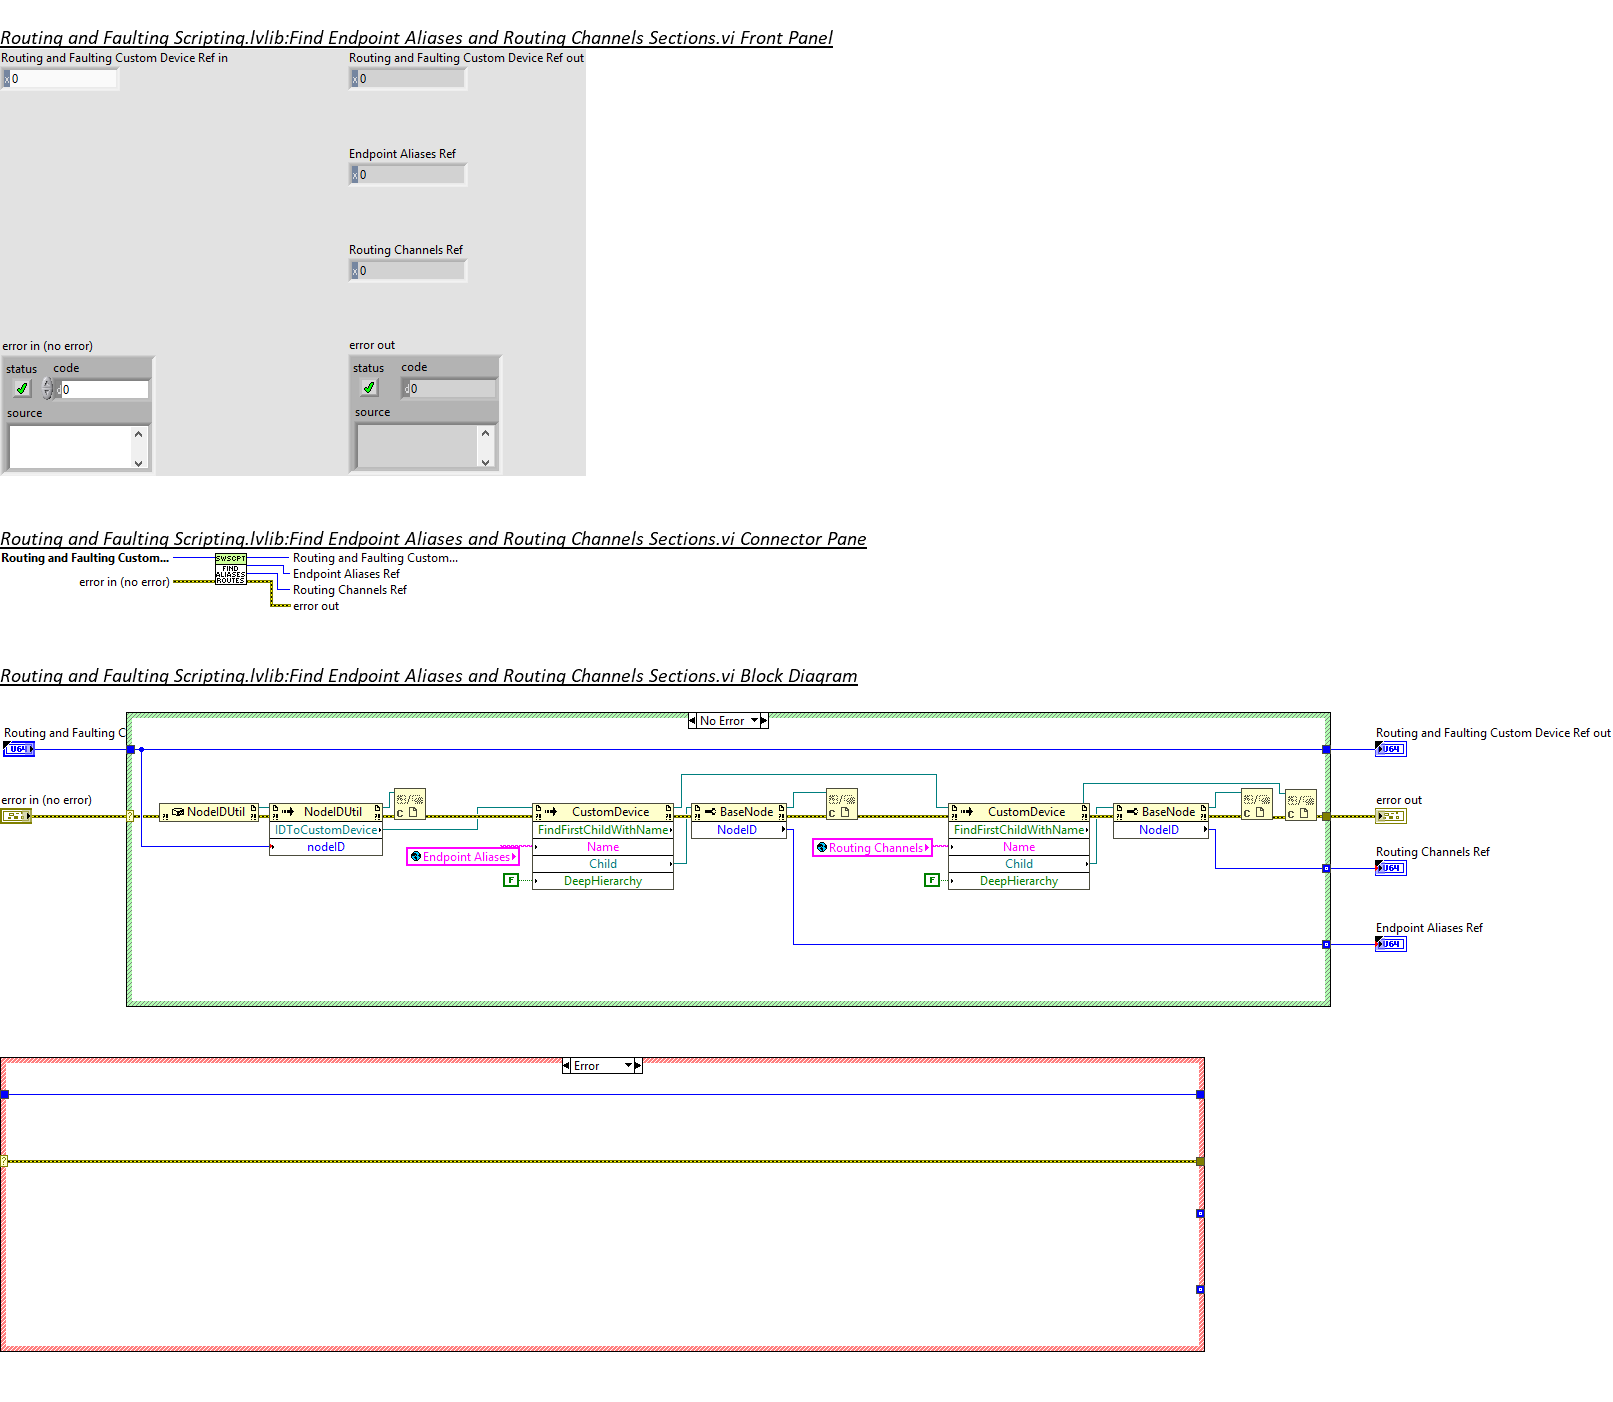 Routing and Faulting Scripting.lvlib:Find Endpoint Aliases and Routing Channels Sections.vi Front Panel
Routing and Faulting Custom Device Ref in
Routing and Faulting Custom Device Ref out
x 0
x 0
Endpoint Aliases Ref
x 0
Routing Channels Ref
x 0
error in (no error)
error out
status code
status code
d 0
d 0
source
source
Routing and Faulting Scripting.lvlib:Find Endpoint Aliases and Routing Channels Sections.vi Connector Pane
Routing and Faulting Custom...
SWSCPT
FIND
ALIASES
ROUTES
Routing and Faulting Custom...
Endpoint Aliases Ref
error in (no error)
Routing Channels Ref
error out
Routing and Faulting Scripting.lvlib:Find Endpoint Aliases and Routing Channels Sections.vi Block Diagram
No Error
Routing and Faulting C
Routing and Faulting Custom Device Ref out
U64
U64
error in (no error)
error out
NodeIDUtil
NodeIDUtil
IDToCustomDevice
nodeID
C
Endpoint Aliases
F
CustomDevice
FindFirstChildWithName
Name
Child
DeepHierarchy
BaseNode
NodeID
C
Routing Channels
F
CustomDevice
FindFirstChildWithName
Name
Child
DeepHierarchy
BaseNode
NodeID
C
C
Routing Channels Ref
U64
Endpoint Aliases Ref
U64
Error